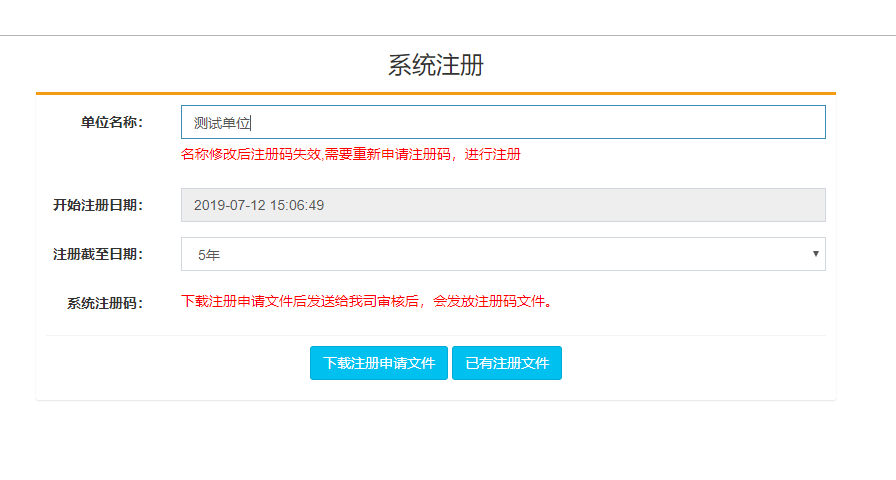 系统注册
单位名称： 测试单位
名称修改后注册码失效,需要重新申请注册码，进行注册
开始注册日期： 2019-07-12 15:06:49
注册截至日期： 5年
系统注册码： 下载注册申请文件后发送给我司审核后，会发放注册码文件。
下载注册申请文件 已有注册文件